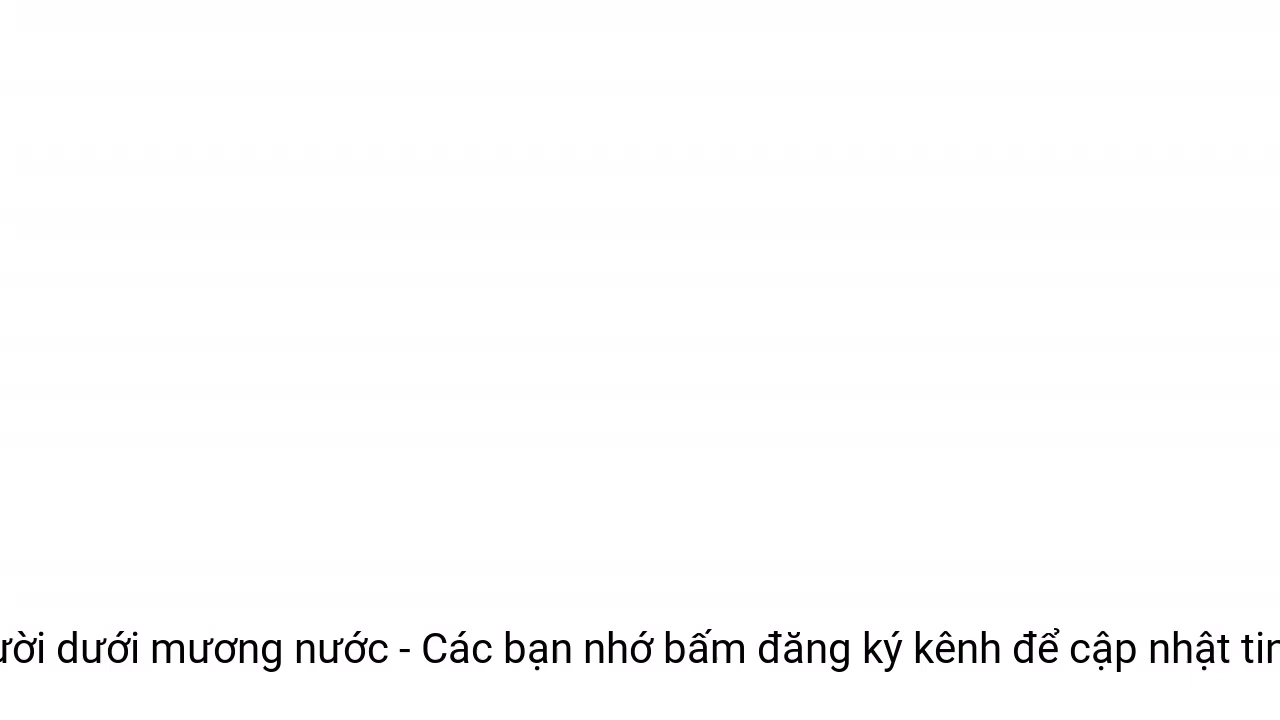 ười dưới mương nước - Các bạn nhớ bấm đăng ký kênh để cập nhật tin